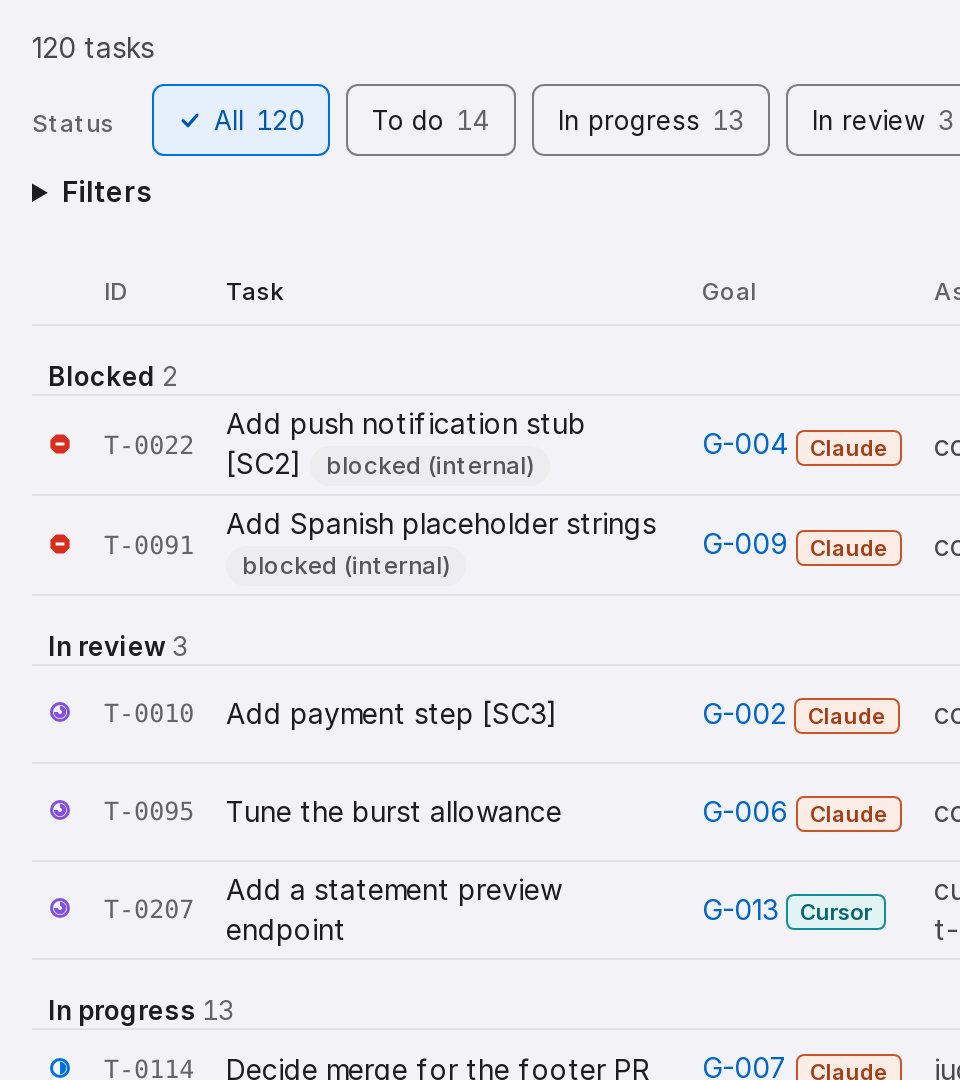 120 tasks
Status All 120 To do 14 In progress 13 In review 3
Filters
ID Task Goal
Blocked 2
T-0022 Add push notification stub [SC2] blocked (internal) G-004 Claude
T-0091 Add Spanish placeholder strings blocked (internal) G-009 Claude
In review 3
T-0010 Add payment step [SC3] G-002 Claude
T-0095 Tune the burst allowance G-006 Claude
T-0207 Add a statement preview endpoint G-013 Cursor
In progress 13
T-0114 Decide merge for the footer PR G-007 Claude